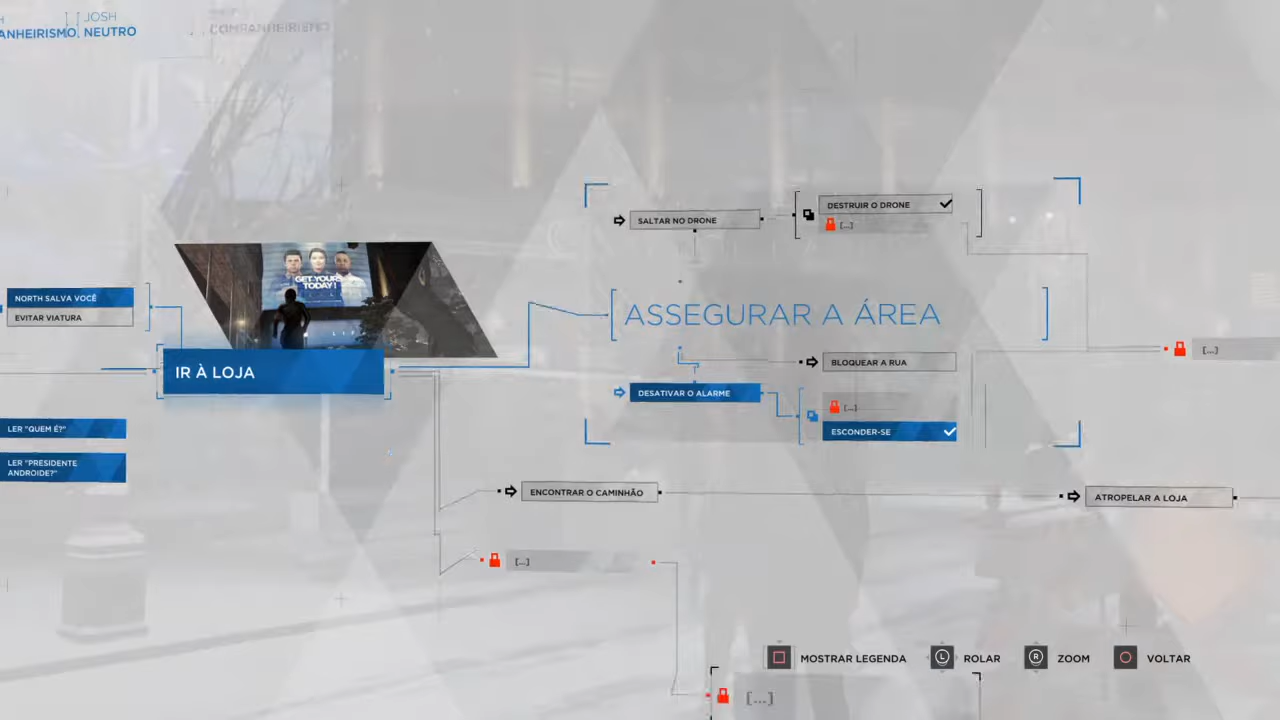 JOSH
ANHEIRISMO NEUTRO
COMPANHEIRISMO
NORTH SALVA VOCÊ
EVITAR VIATURA
GET YOURS
TODAY!
IR À LOJA
LER "QUEM É?"
LER "PRESIDENTE
ANDROIDE?"
SALTAR NO DRONE
DESTRUIR O DRONE
[...]
ASSEGURAR A ÁREA
[...]
BLOQUEAR A RUA
DESATIVAR O ALARME
[...]
ESCONDER-SE
ENCONTRAR O CAMINHÃO
ATROPELAR A LOJA
[...]
MOSTRAR LEGENDA
L
ROLAR
R
ZOOM
VOLTAR
[...]